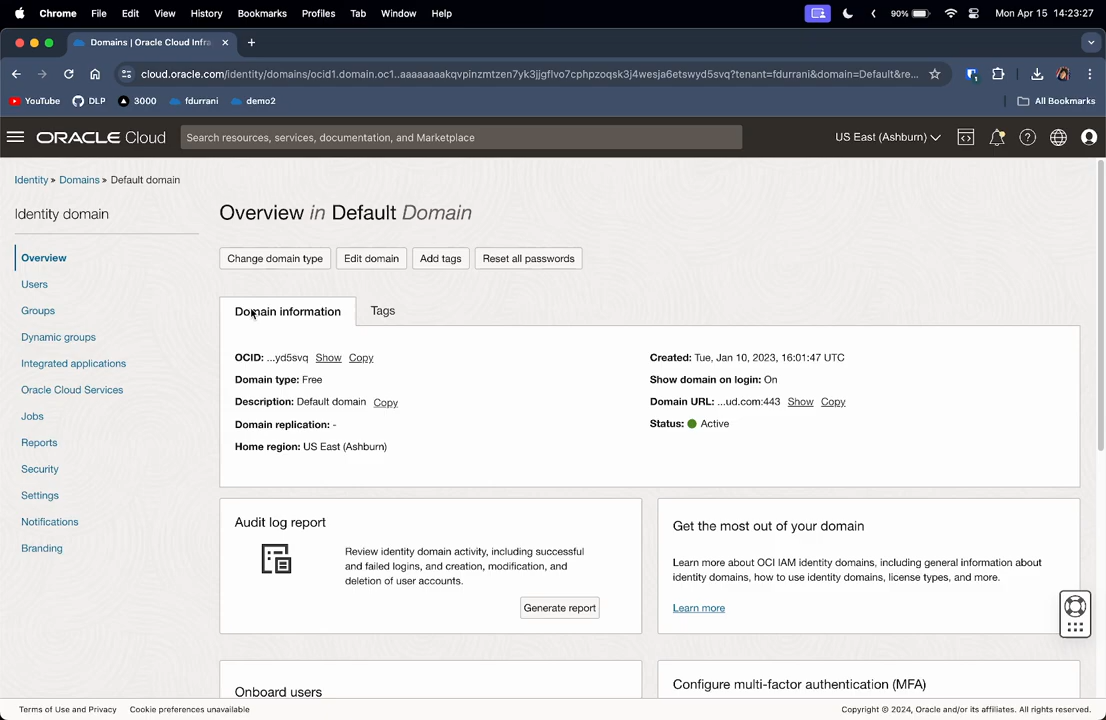 Chrome File Edit View History Bookmarks Profiles Tab Window Help 90% Mon Apr 15 14:23:27
Domains | Oracle Cloud Infra
cloud.oracle.com/identity/domains/ocid1.domain.oc1..aaaaaaaakqvpinzmtzen7yk3jjgflvo7cphpzoqsk3j4wesja6etswyd5svq?tenant=fdurrani&domain=Default&re...
YouTube DLP 3000 fdurrani demo2 All Bookmarks
ORACLE Cloud Search resources, services, documentation, and Marketplace US East (Ashburn)
Identity » Domains » Default domain
Identity domain
Overview
Users
Groups
Dynamic groups
Integrated applications
Oracle Cloud Services
Jobs
Reports
Security
Settings
Notifications
Branding
Overview in Default Domain
Change domain type Edit domain Add tags Reset all passwords
Domain information Tags
OCID: ...yd5svq Show Copy
Domain type: Free
Description: Default domain Copy
Domain replication: -
Home region: US East (Ashburn)
Created: Tue, Jan 10, 2023, 16:01:47 UTC
Show domain on login: On
Domain URL: ...ud.com:443 Show Copy
Status: Active
Audit log report
Review identity domain activity, including successful
and failed logins, and creation, modification, and
deletion of user accounts.
Generate report
Get the most out of your domain
Learn more about OCI IAM identity domains, including general information about
identity domains, how to use identity domains, license types, and more.
Learn more
Onboard users
Configure multi-factor authentication (MFA)
Terms of Use and Privacy Cookie preferences unavailable Copyright © 2024, Oracle and/or its affiliates. All rights reserved.